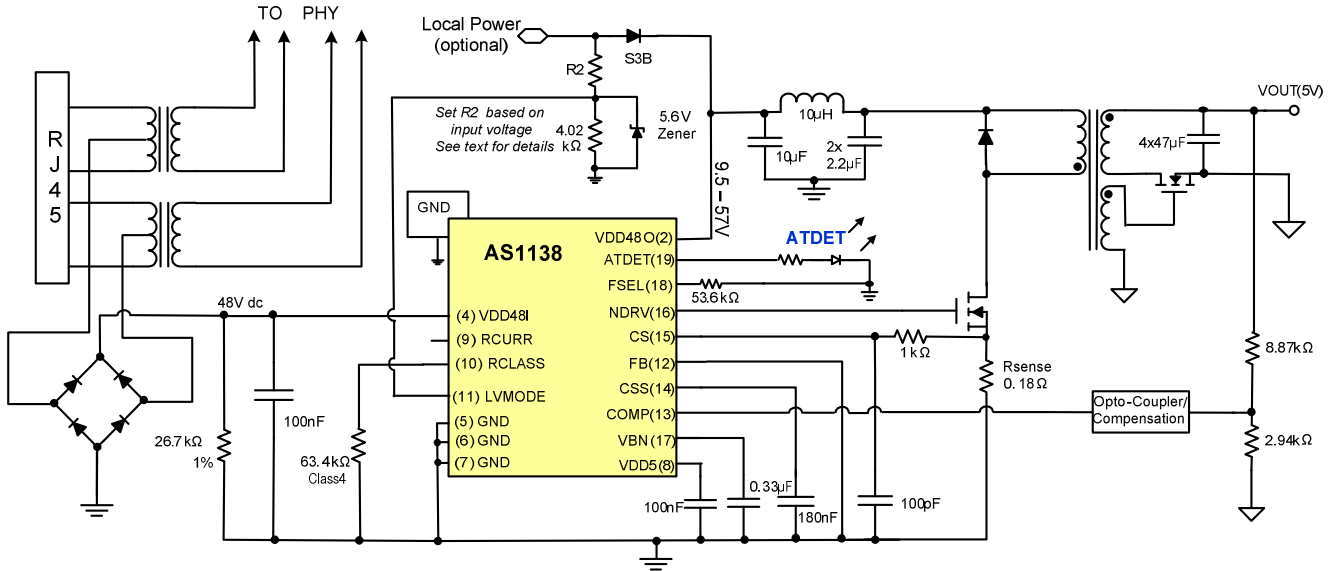 TO PHY
Local Power
(optional)
S3B
R2
RJ45
Set R2 based on
input voltage
See text for details
4.02
kΩ
5.6V
Zener
10µH
10µF
2x
2.2µF
VOUT(5V)
4x47µF
9.5 – 57V
GND
AS1138
VDD48O(2)
ATDET(19)
ATDET
FSEL(18)
53.6kΩ
48V dc
(4) VDD48I
NDRV(16)
(9) RCURR
CS(15)
1kΩ
(10) RCLASS
FB(12)
Rsense
0.18Ω
8.87kΩ
(11) LVMODE
CSS(14)
COMP(13)
Opto-Coupler/
Compensation
(5) GND
(6) GND
VBN(17)
(7) GND
VDD5(8)
2.94kΩ
100nF
26.7kΩ
1%
63.4kΩ
Class4
100nF
0.33µF
180nF
100pF